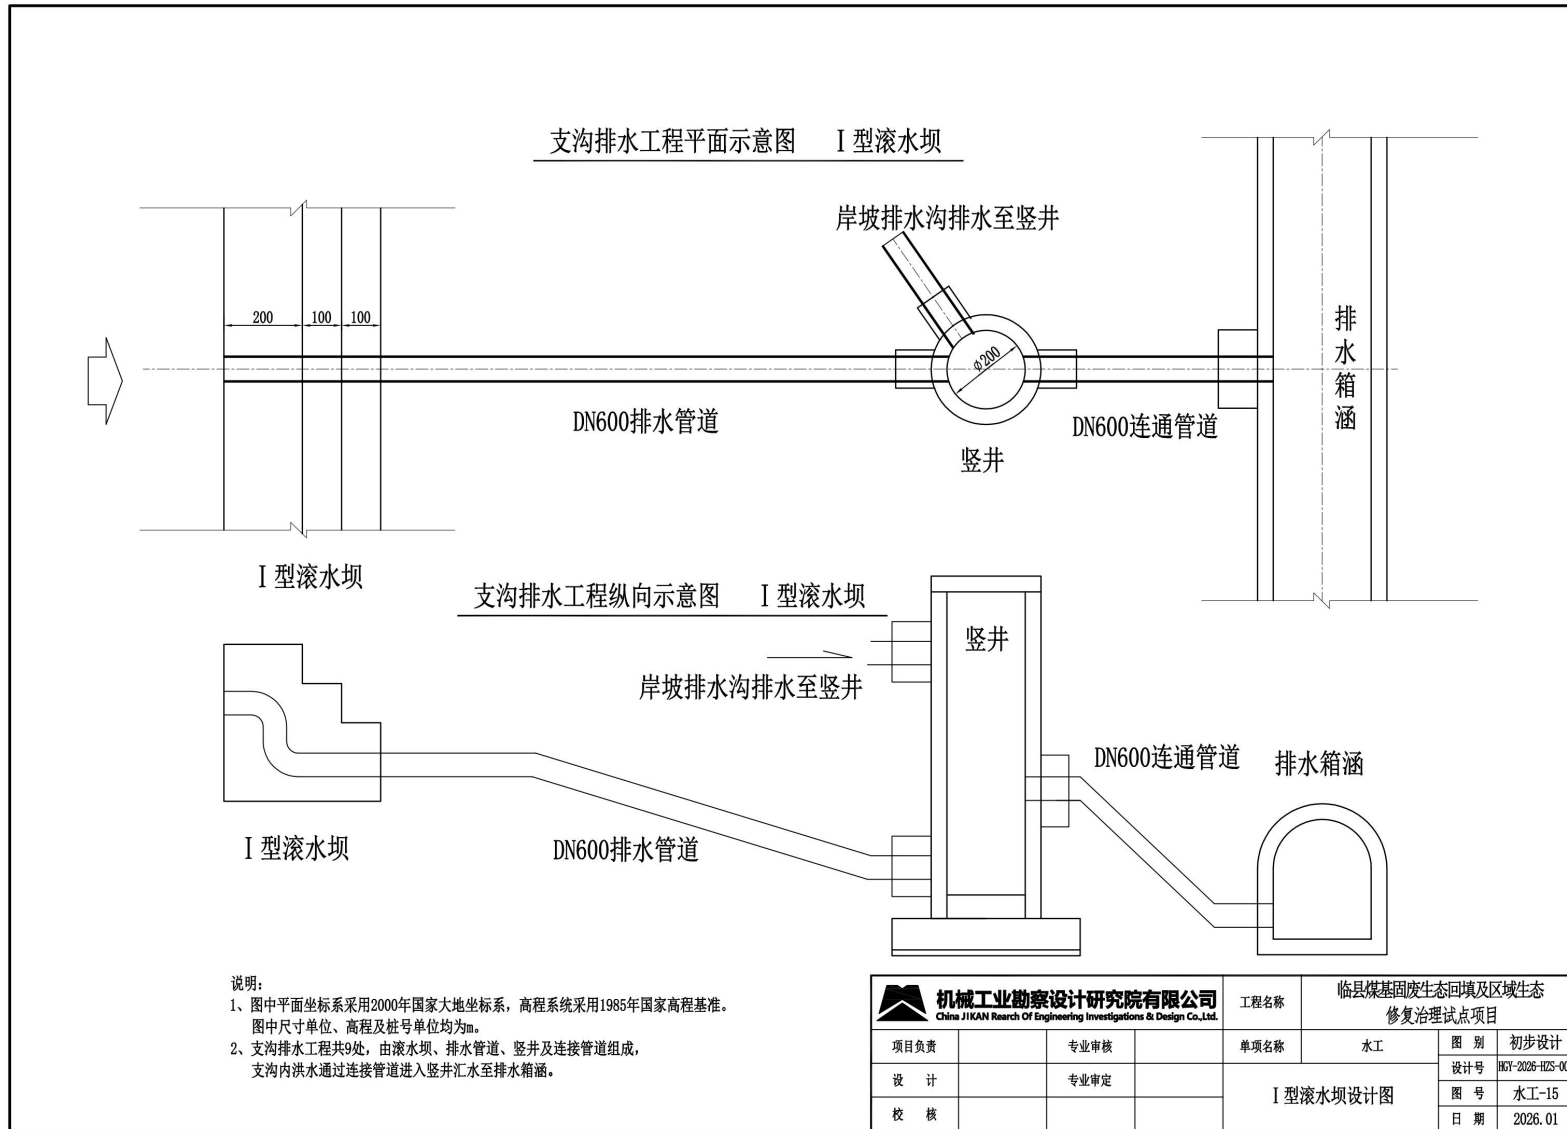 支沟排水工程平面示意图 Ⅰ型滚水坝
岸坡排水沟排水至竖井
200
100
100
排水箱涵
φ200
DN600排水管道
DN600连通管道
竖井
Ⅰ型滚水坝
支沟排水工程纵向示意图 Ⅰ型滚水坝
竖井
岸坡排水沟排水至竖井
DN600连通管道
排水箱涵
Ⅰ型滚水坝
DN600排水管道
说明:
1、图中平面坐标系采用2000年国家大地坐标系，高程系统采用1985年国家高程基准。
图中尺寸单位、高程及桩号单位均为m。
2、支沟排水工程共9处，由滚水坝、排水管道、竖井及连接管道组成，
支沟内洪水通过连接管道进入竖井汇水至排水箱涵。
机械工业勘察设计研究院有限公司
China JIKAN Rearch Of Engineering Investigations & Design Co.,Ltd.
工程名称
临县煤基固废生态回填及区域生态
修复治理试点项目
项目负责
专业审核
单项名称
水工
图 别
初步设计
设 计
专业审定
Ⅰ型滚水坝设计图
设计号
HGY-2026-HZS-00
图 号
水工-15
校 核
日 期
2026.01